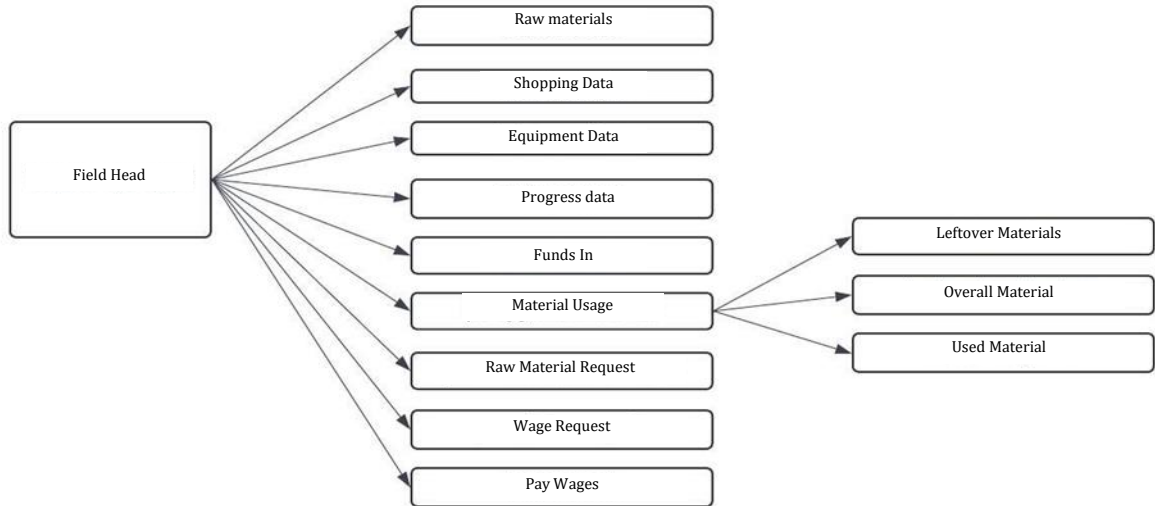 Field Head
Raw materials
Shopping Data
Equipment Data
Progress data
Funds In
Material Usage
Raw Material Request
Wage Request
Pay Wages
Leftover Materials
Overall Material
Used Material